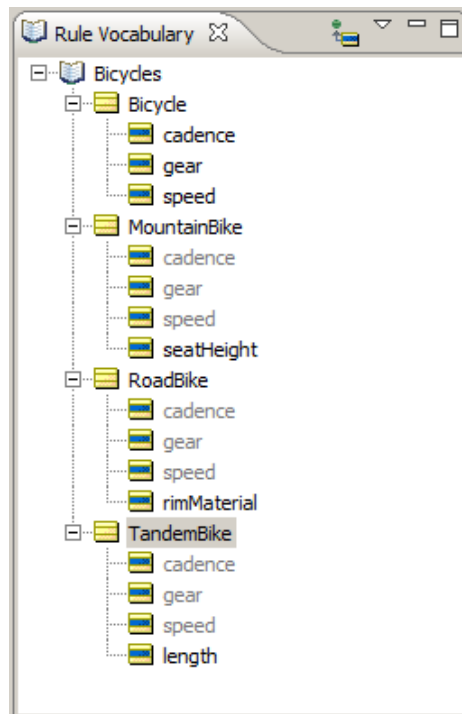 Rule Vocabulary
Bicycles
Bicycle
cadence
gear
speed
MountainBike
cadence
gear
speed
seatHeight
RoadBike
cadence
gear
speed
rimMaterial
TandemBike
cadence
gear
speed
length